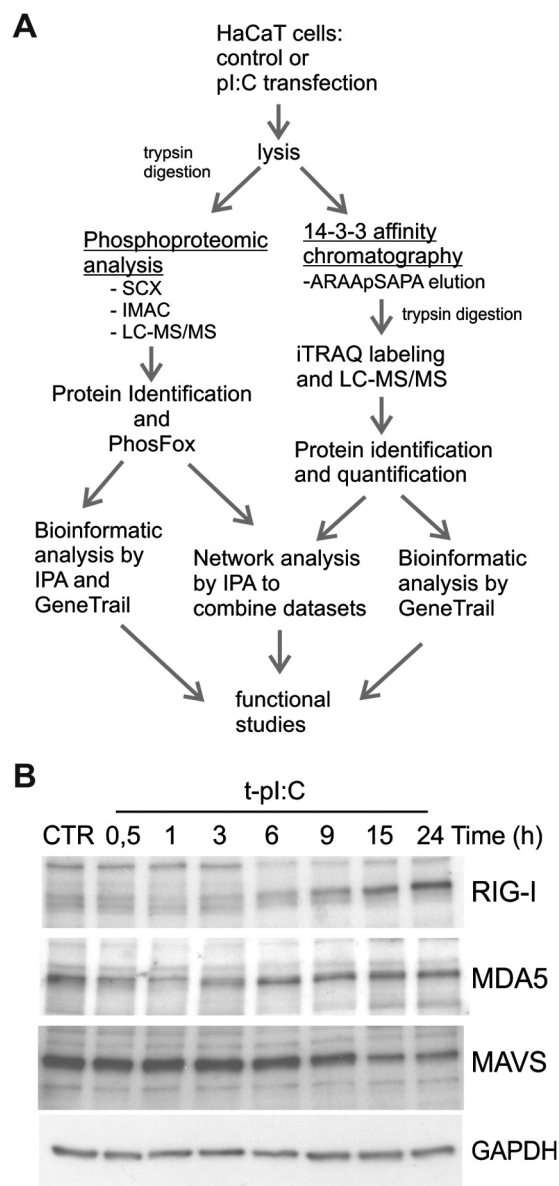 A
HaCaT cells:
control or
pI:C transfection
trypsin
digestion
lysis
Phosphoproteomic
analysis
- SCX
- IMAC
- LC-MS/MS
14-3-3 affinity
chromatography
-ARAApSAPA elution
trypsin digestion
iTRAQ labeling
and LC-MS/MS
Protein Identification
and
PhosFox
Protein identification
and quantification
Bioinformatic
analysis by
IPA and
GeneTrail
Network analysis
by IPA to
combine datasets
Bioinformatic
analysis by
GeneTrail
functional
studies
B
t-pI:C
CTR 0,5 1 3 6 9 15 24 Time (h)
RIG-I
MDA5
MAVS
GAPDH